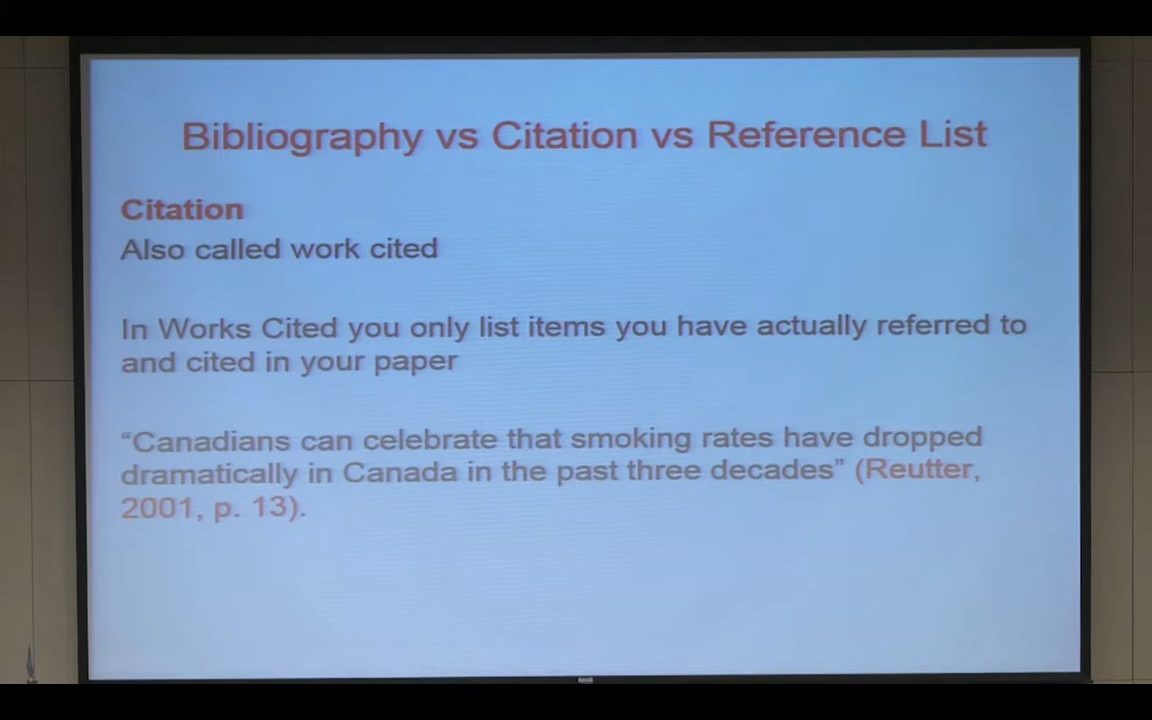 Bibliography vs Citation vs Reference List
Citation
Also called work cited
In Works Cited you only list items you have actually referred to
and cited in your paper
“Canadians can celebrate that smoking rates have dropped
dramatically in Canada in the past three decades” (Reutter,
2001, p. 13).